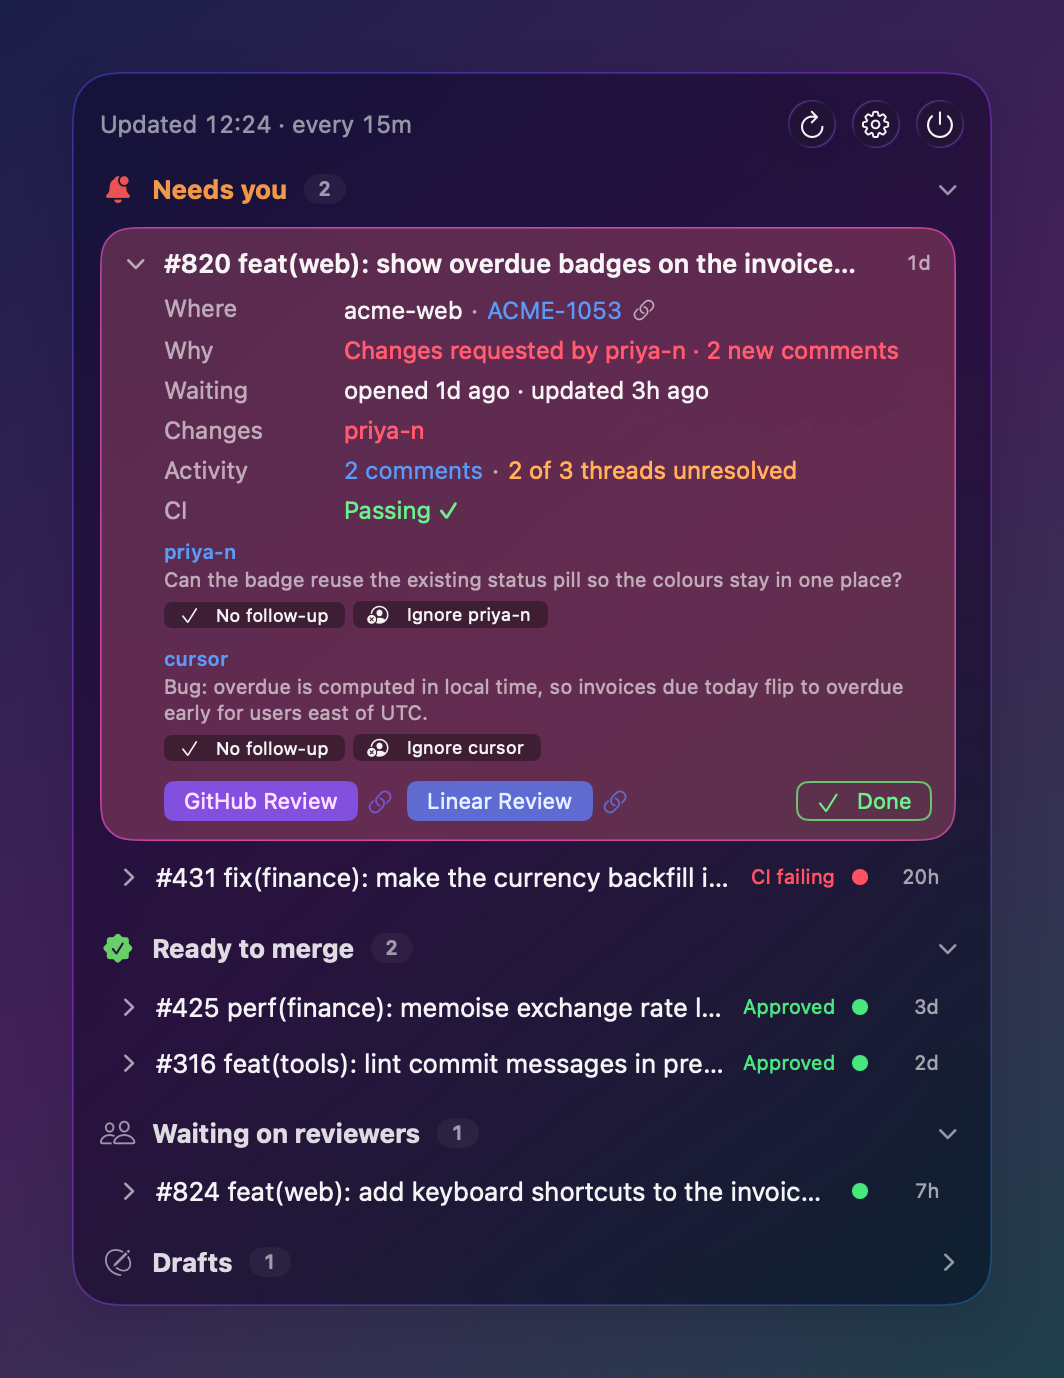 Updated 12:24 · every 15m
Needs you 2
#820 feat(web): show overdue badges on the invoice... 1d
Where acme-web · ACME-1053
Why Changes requested by priya-n · 2 new comments
Waiting opened 1d ago · updated 3h ago
Changes priya-n
Activity 2 comments · 2 of 3 threads unresolved
CI Passing ✓
priya-n
Can the badge reuse the existing status pill so the colours stay in one place?
✓ No follow-up Ignore priya-n
cursor
Bug: overdue is computed in local time, so invoices due today flip to overdue
early for users east of UTC.
✓ No follow-up Ignore cursor
GitHub Review Linear Review ✓ Done
#431 fix(finance): make the currency backfill i... CI failing 20h
Ready to merge 2
#425 perf(finance): memoise exchange rate l... Approved 3d
#316 feat(tools): lint commit messages in pre... Approved 2d
Waiting on reviewers 1
#824 feat(web): add keyboard shortcuts to the invoic... 7h
Drafts 1